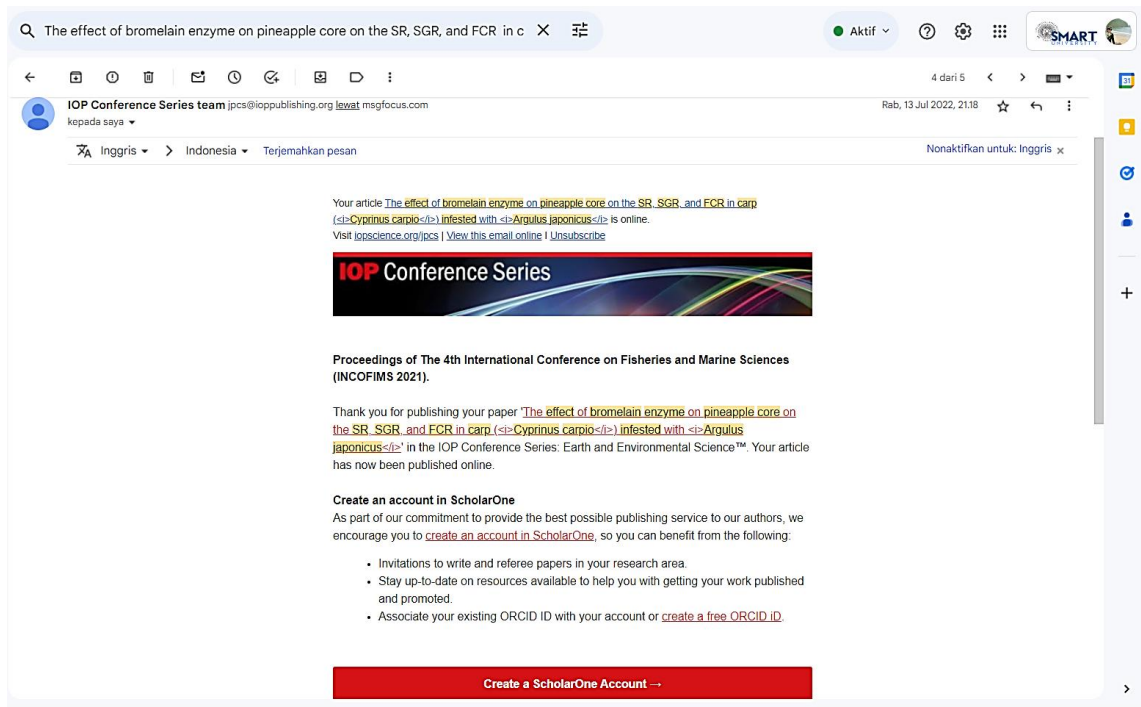 The effect of bromelain enzyme on pineapple core on the SR, SGR, and FCR in c
Aktif
SMART
UNIVERSITY
4 dari 5
31
IOP Conference Series team jpcs@ioppublishing.org lewat msgfocus.com
Rab, 13 Jul 2022, 21.18
kepada saya
Inggris
Indonesia
Terjemahkan pesan
Nonaktifkan untuk: Inggris
Your article The effect of bromelain enzyme on pineapple core on the SR, SGR, and FCR in carp
(<i>Cyprinus carpio</i>) infested with <i>Argulus japonicus</i> is online.
Visit iopscience.org/jpcs | View this email online I Unsubscribe
IOP Conference Series
Proceedings of The 4th International Conference on Fisheries and Marine Sciences
(INCOFIMS 2021).
Thank you for publishing your paper 'The effect of bromelain enzyme on pineapple core on
the SR, SGR, and FCR in carp (<i>Cyprinus carpio</i>) infested with <i>Argulus
japonicus</i>' in the IOP Conference Series: Earth and Environmental Science™. Your article
has now been published online.
Create an account in ScholarOne
As part of our commitment to provide the best possible publishing service to our authors, we
encourage you to create an account in ScholarOne, so you can benefit from the following:
• Invitations to write and referee papers in your research area.
• Stay up-to-date on resources available to help you with getting your work published
and promoted.
• Associate your existing ORCID ID with your account or create a free ORCID iD.
Create a ScholarOne Account →